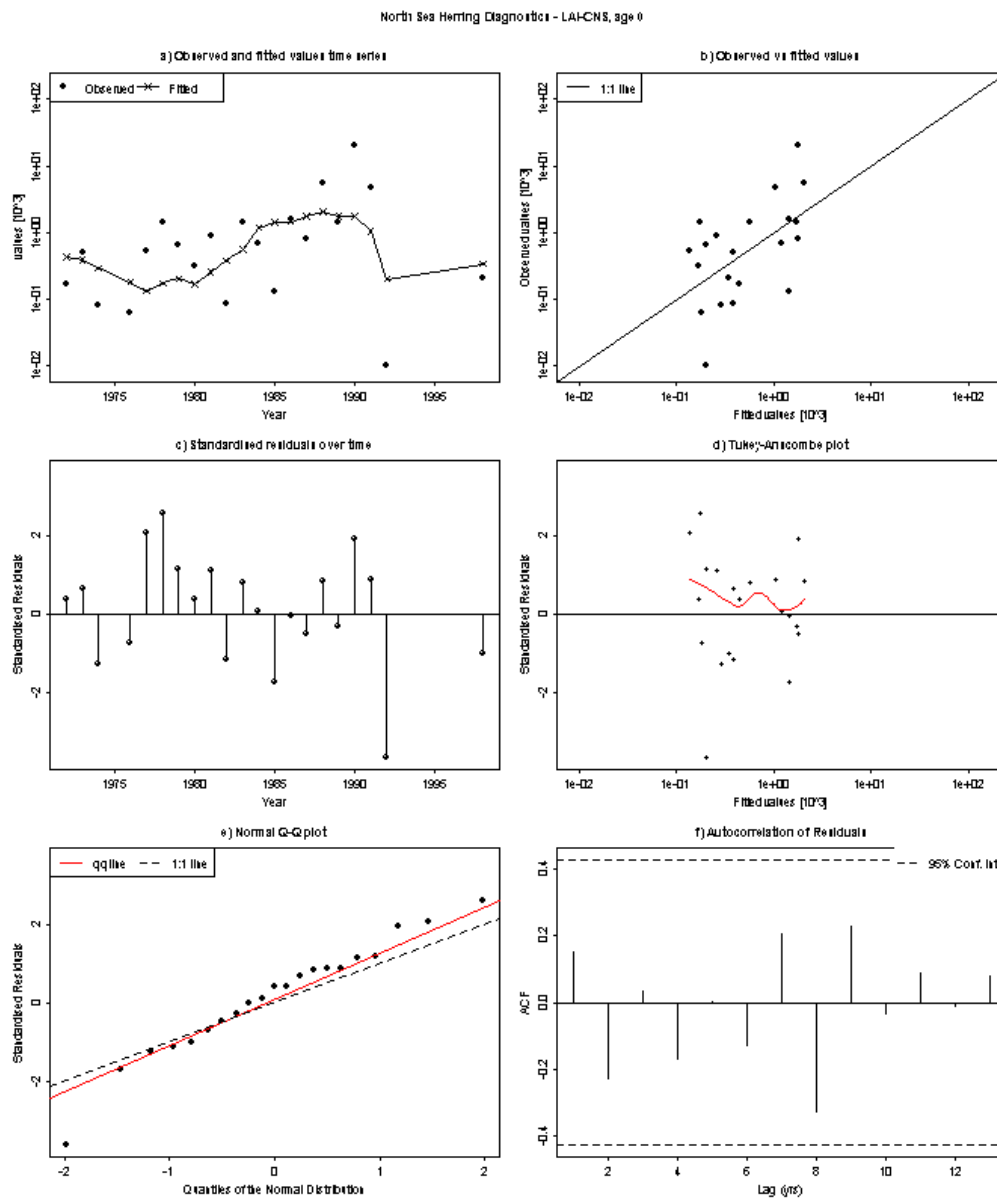 North Sea Herring Diagnostics - LAI-CNS, age 0
a) Observed and fitted values time series
Observed Fitted
values [10^3]
1e-02 1e-01 1e+00 1e+01 1e+02
1975 1980 1985 1990 1995
Year
b) Observed vs fitted values
1:1 line
Observed values [10^3]
1e-02 1e-01 1e+00 1e+01 1e+02
1e-02 1e-01 1e+00 1e+01 1e+02
Fitted values [10^3]
c) Standardised residuals over time
Standardised Residuals
-2 0 2
1975 1980 1985 1990 1995
Year
d) Tukey-Anscombe plot
Standardised Residuals
-2 0 2
1e-02 1e-01 1e+00 1e+01 1e+02
Fitted values [10^3]
e) Normal Q-Q plot
qq line 1:1 line
Standardised Residuals
-2 0 2
-2 -1 0 1 2
Quantiles of the Normal Distribution
f) Autocorrelation of Residuals
95% Conf. Int
ACF
-0.4 -0.2 0.0 0.2 0.4
2 4 6 8 10 12
Lag (yrs)